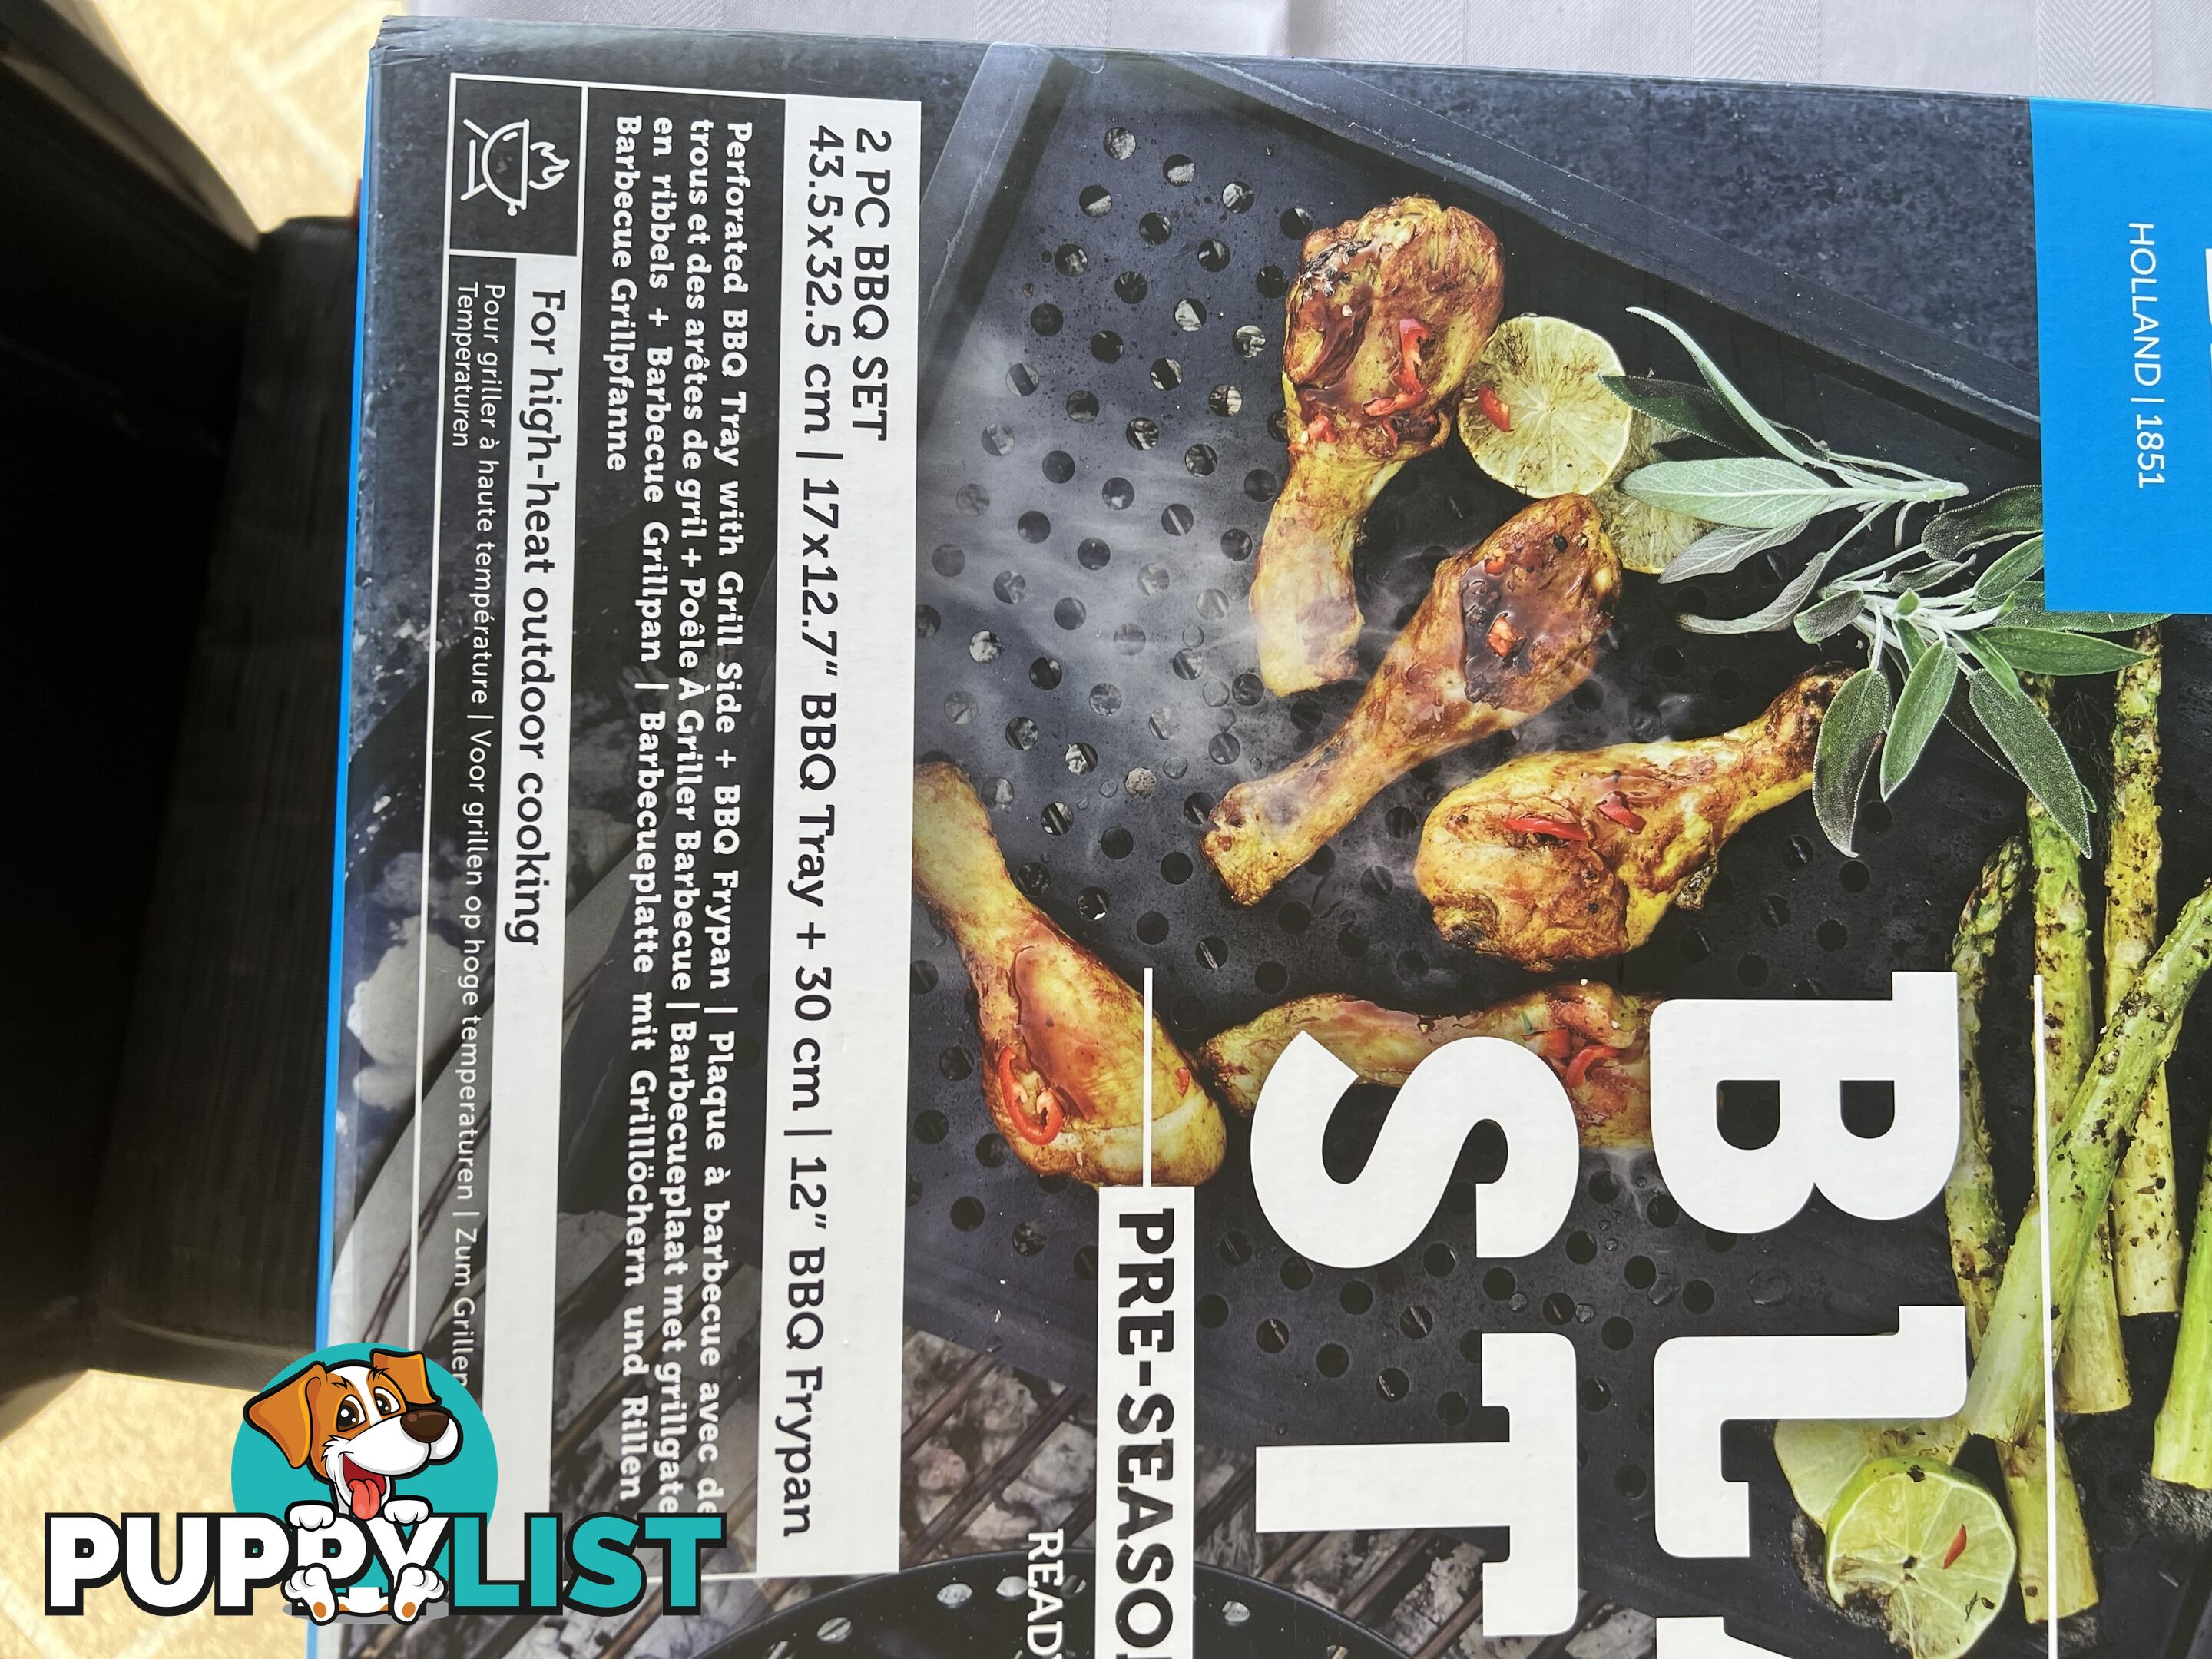 HOLLAND | 1851
BL
ST
PRE-SEASO
READY
2 PC BBQ SET
43.5x32.5 cm | 17x12.7" BBQ Tray + 30 cm | 12" BBQ Frypan
Perforated BBQ Tray with Grill Side + BBQ Frypan | Plaque à barbecue avec de
trous et des arêtes de gril + Poêle À Griller Barbecue | Barbecueplaat met grillgate
en ribbels + Barbecue Grillpan | Barbecueplatte mit Grilllöchern und Rillen
Barbecue Grillpfanne
For high-heat outdoor cooking
Pour griller à haute température | Voor grillen op hoge temperaturen | Zum Grillen
Temperaturen
PUPPYLIST